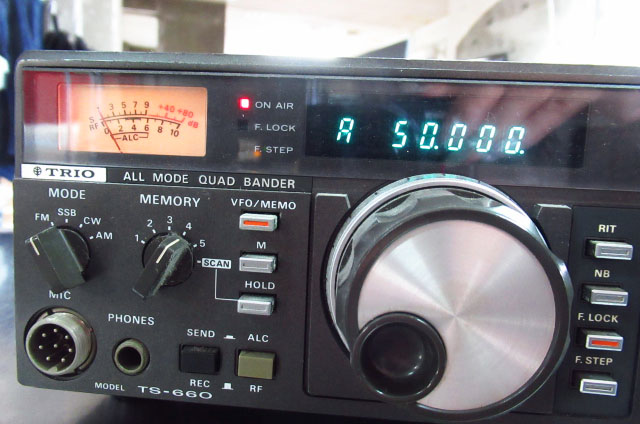 S 1 3 5 7 9 +40 +60 dB
RF 0 2 4 6 8 10
ALC
ON AIR
F. LOCK
F. STEP
A 50.000.
TRIO
ALL MODE QUAD BANDER
MODE
FM SSB CW AM
MEMORY
1 2 3 4 5
SCAN
VFO/MEMO
M
HOLD
RIT
NB
F. LOCK
F. STEP
MIC
PHONES
SEND
REC
ALC
RF
MODEL TS-660